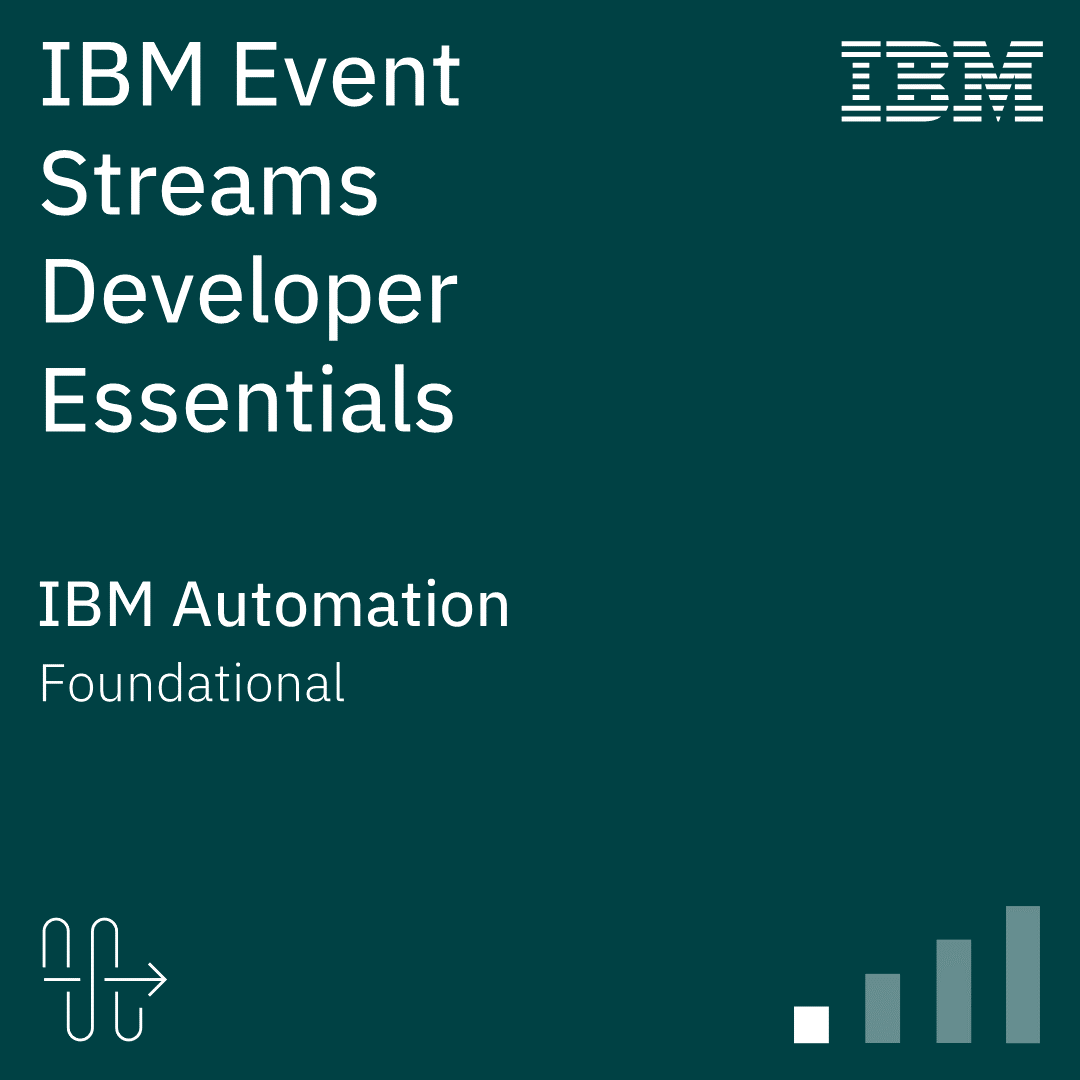 IBM Event
IBM
Streams
Developer
Essentials
IBM Automation
Foundational